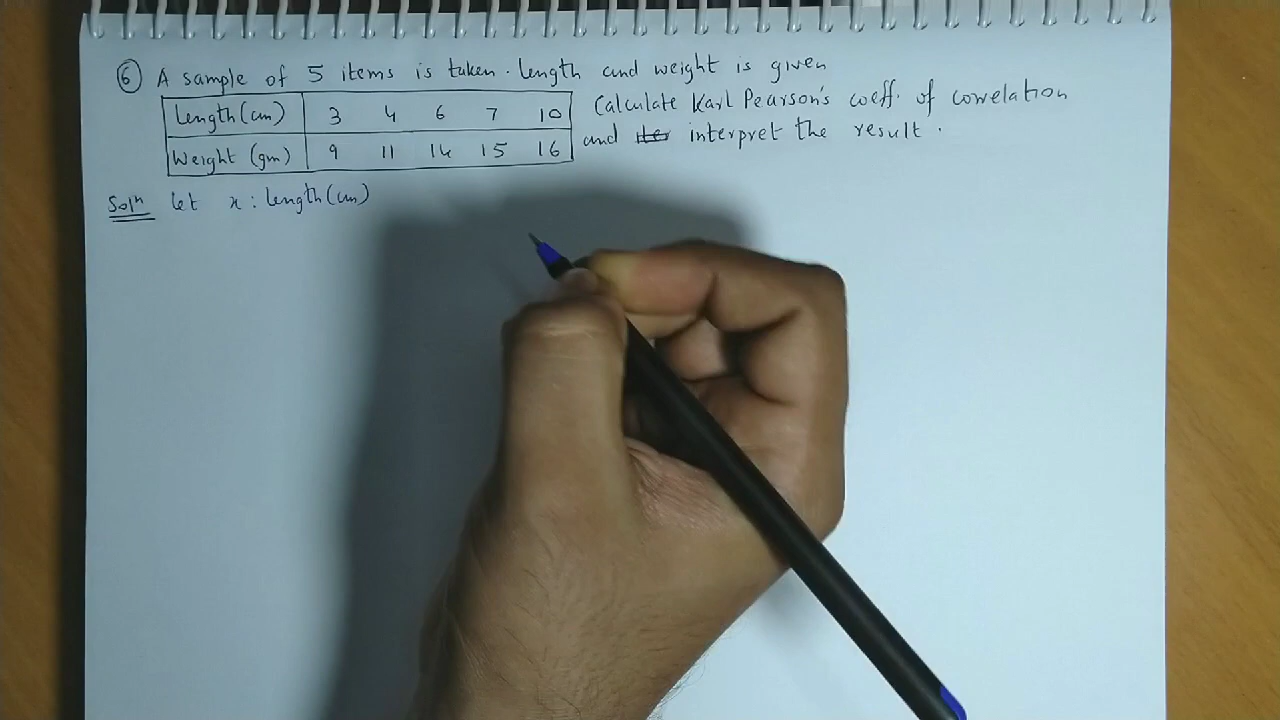 ⑥ A sample of 5 items is taken. Length and weight is given
Length(cm) 3 4 6 7 10
Weight (gm) 9 11 14 15 16
Calculate Karl Pearson's coeff. of correlation
and interpret the result.
Solⁿ let x : length(cm)